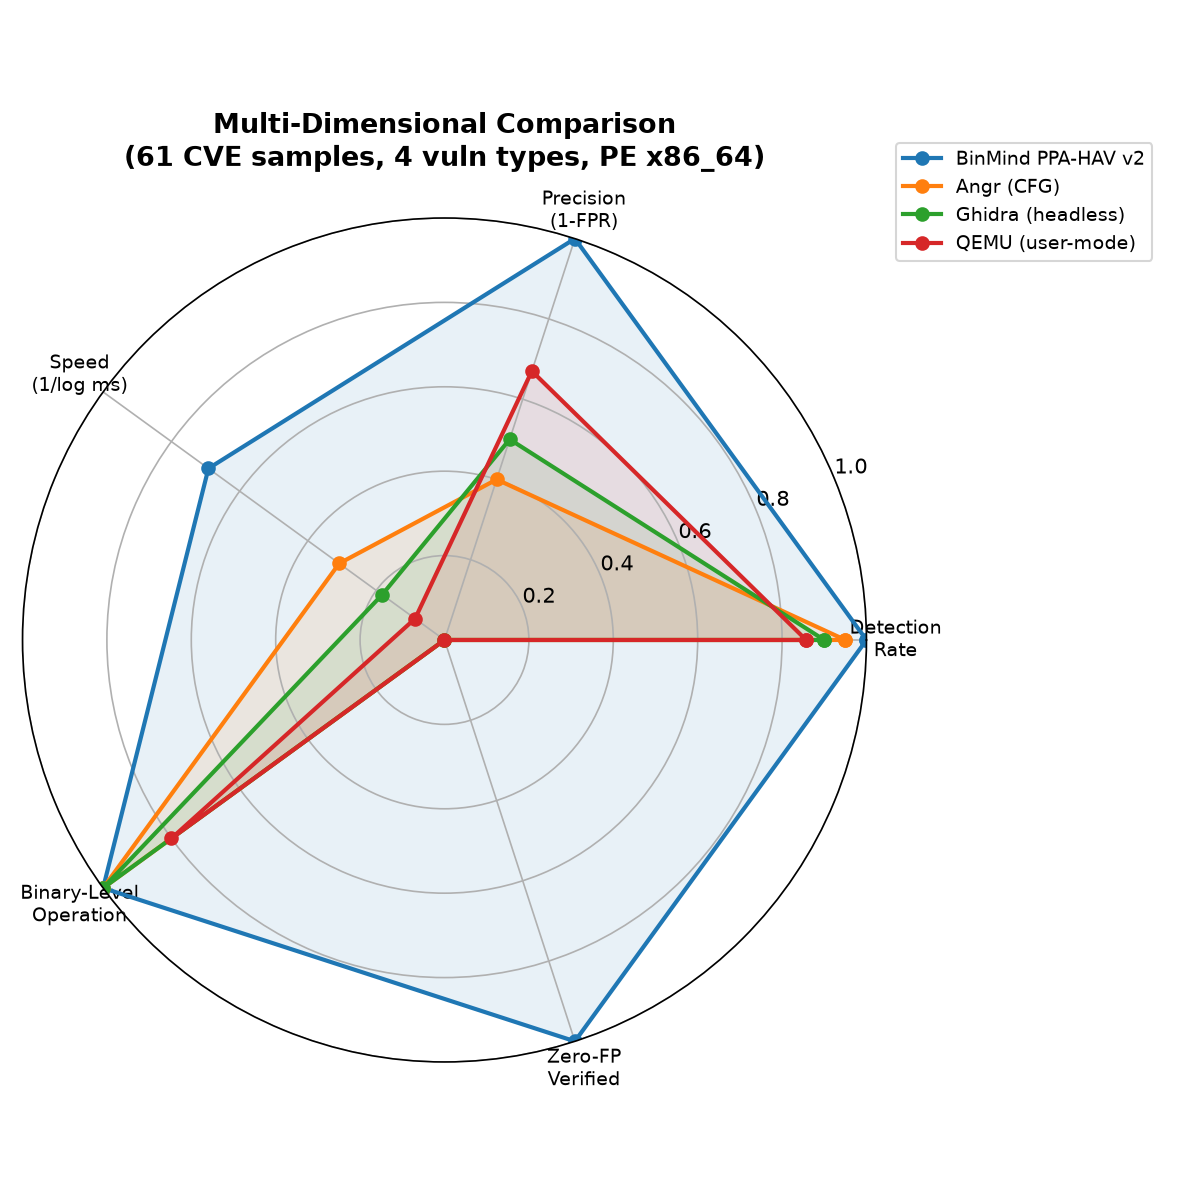 Multi-Dimensional Comparison
(61 CVE samples, 4 vuln types, PE x86_64)
BinMind PPA-HAV v2
Angr (CFG)
Ghidra (headless)
QEMU (user-mode)
Precision
(1-FPR)
Speed
(1/log ms)
1.0
0.8
0.6
0.4
0.2
Detection
Rate
Binary-Level
Operation
Zero-FP
Verified